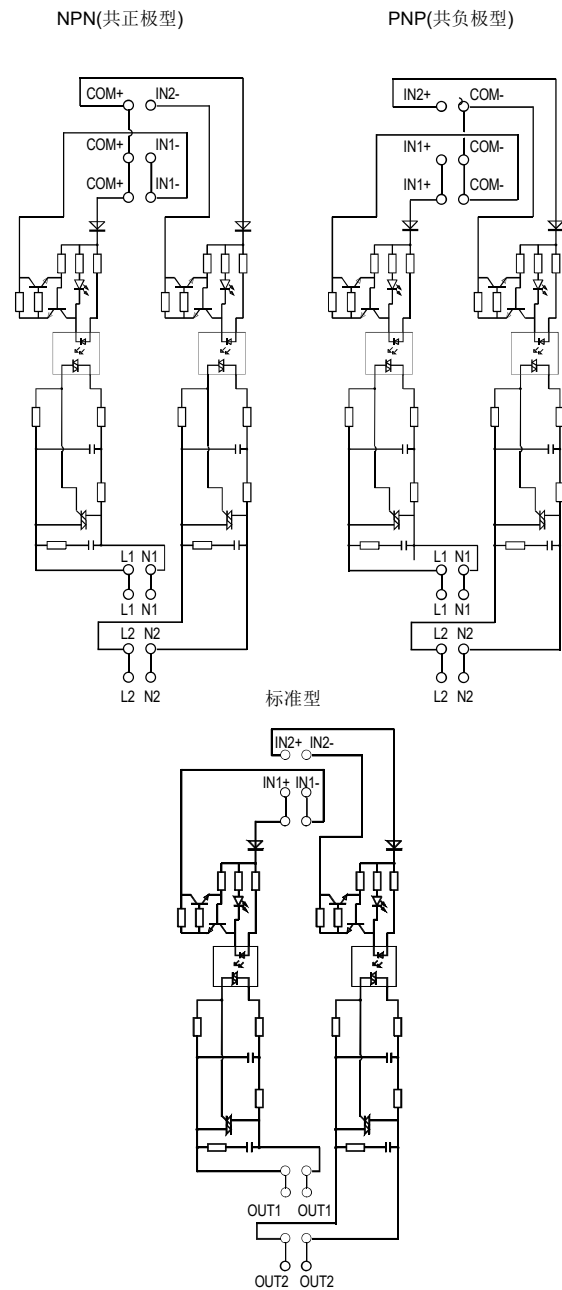 NPN(共正极型) PNP(共负极型)
COM+ IN2- IN2+ COM-
COM+ IN1- IN1+ COM-
COM+ IN1- IN1+ COM-
L1 N1 L1 N1
L1 N1 L1 N1
L2 N2 L2 N2
L2 N2 L2 N2
标准型
IN2+ IN2-
IN1+ IN1-
OUT1 OUT1
OUT2 OUT2